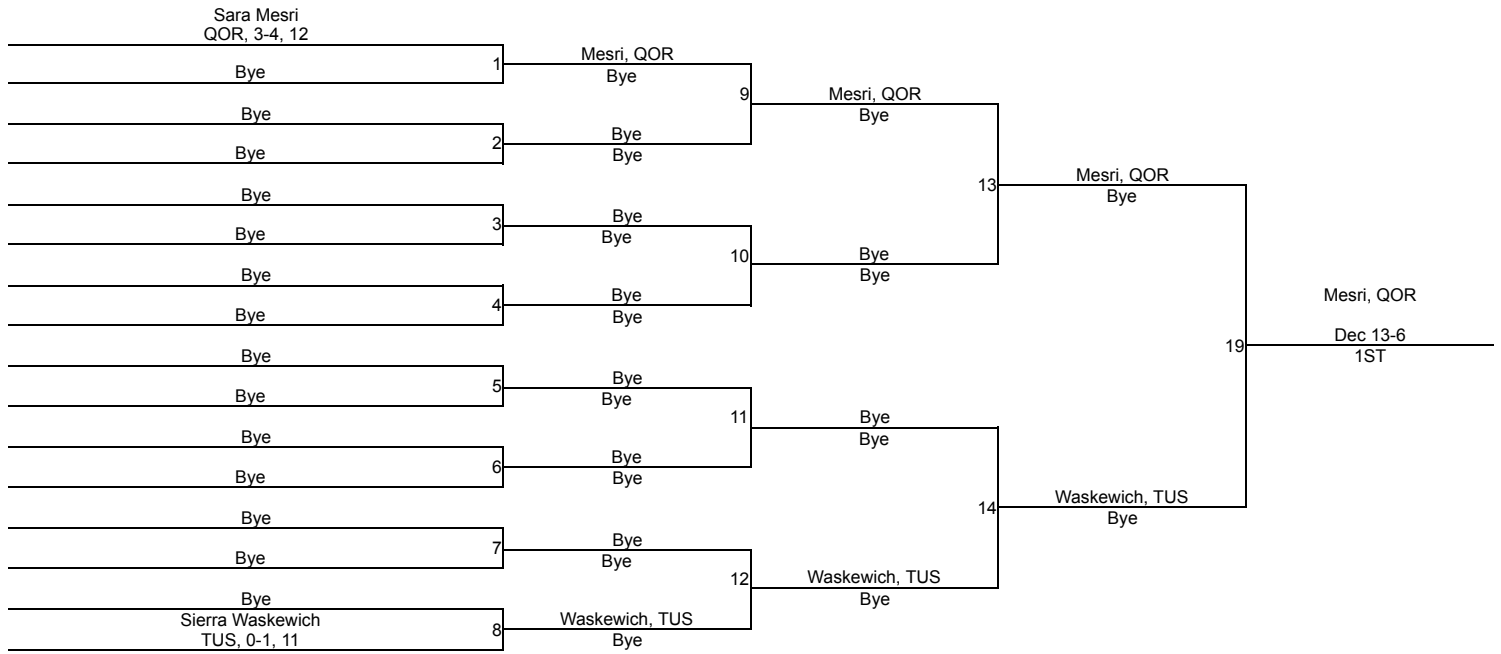 Sara Mesri
QOR, 3-4, 12
Bye
1
Bye
Bye
2
Bye
Bye
3
Bye
Bye
4
Bye
Bye
5
Bye
Bye
6
Bye
Bye
7
Bye
Bye
Sierra Waskewich
TUS, 0-1, 11
8
Mesri, QOR
Bye
9
Bye
Bye
Bye
Bye
10
Bye
Bye
Bye
Bye
11
Bye
Bye
Bye
Bye
12
Waskewich, TUS
Bye
Mesri, QOR
Bye
13
Bye
Bye
Bye
Bye
14
Waskewich, TUS
Bye
Mesri, QOR
Bye
19
Waskewich, TUS
Bye
Mesri, QOR
Dec 13-6
1ST